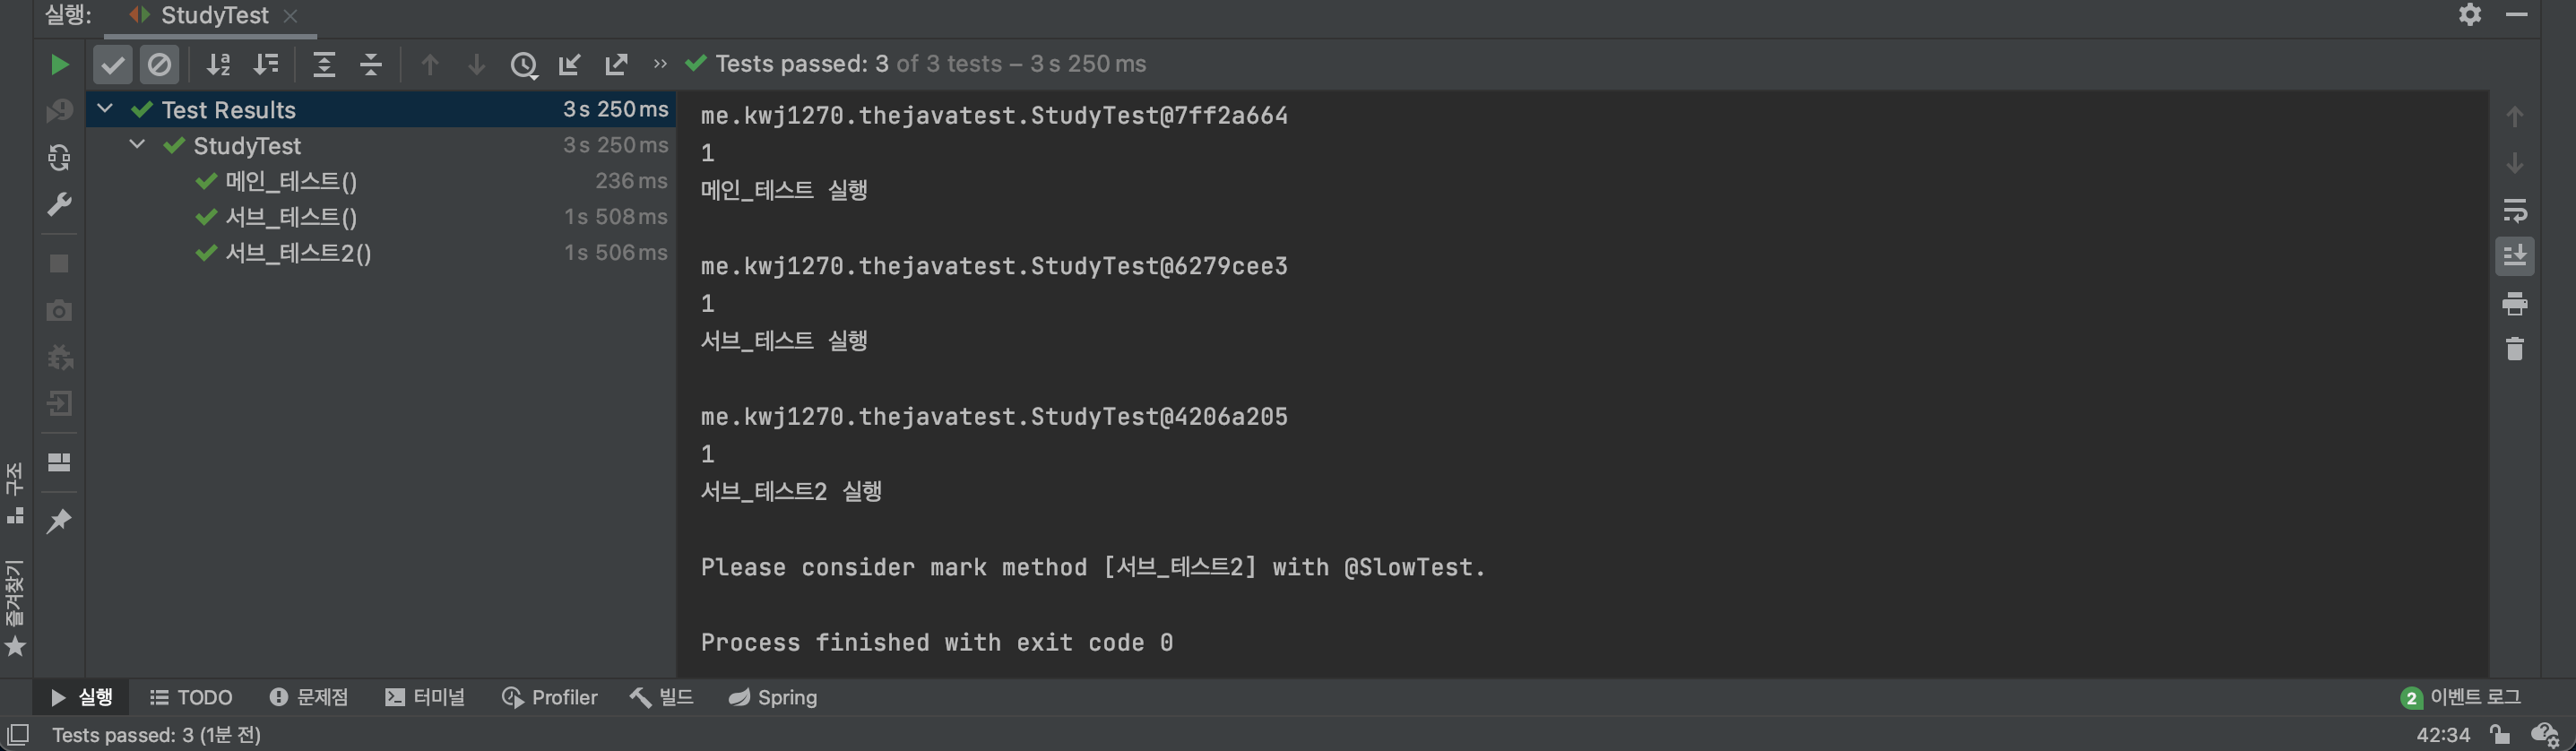 실행: StudyTest
Tests passed: 3 of 3 tests – 3 s 250 ms
Test Results 3 s 250 ms
StudyTest 3 s 250 ms
메인_테스트() 236 ms
서브_테스트() 1 s 508 ms
서브_테스트2() 1 s 506 ms
me.kwj1270.thejavatest.StudyTest@7ff2a664
1
메인_테스트 실행
me.kwj1270.thejavatest.StudyTest@6279cee3
1
서브_테스트 실행
me.kwj1270.thejavatest.StudyTest@4206a205
1
서브_테스트2 실행
Please consider mark method [서브_테스트2] with @SlowTest.
Process finished with exit code 0
구조
즐겨찾기
실행 TODO 문제점 터미널 Profiler 빌드 Spring 2 이벤트 로그
Tests passed: 3 (1분 전) 42:34